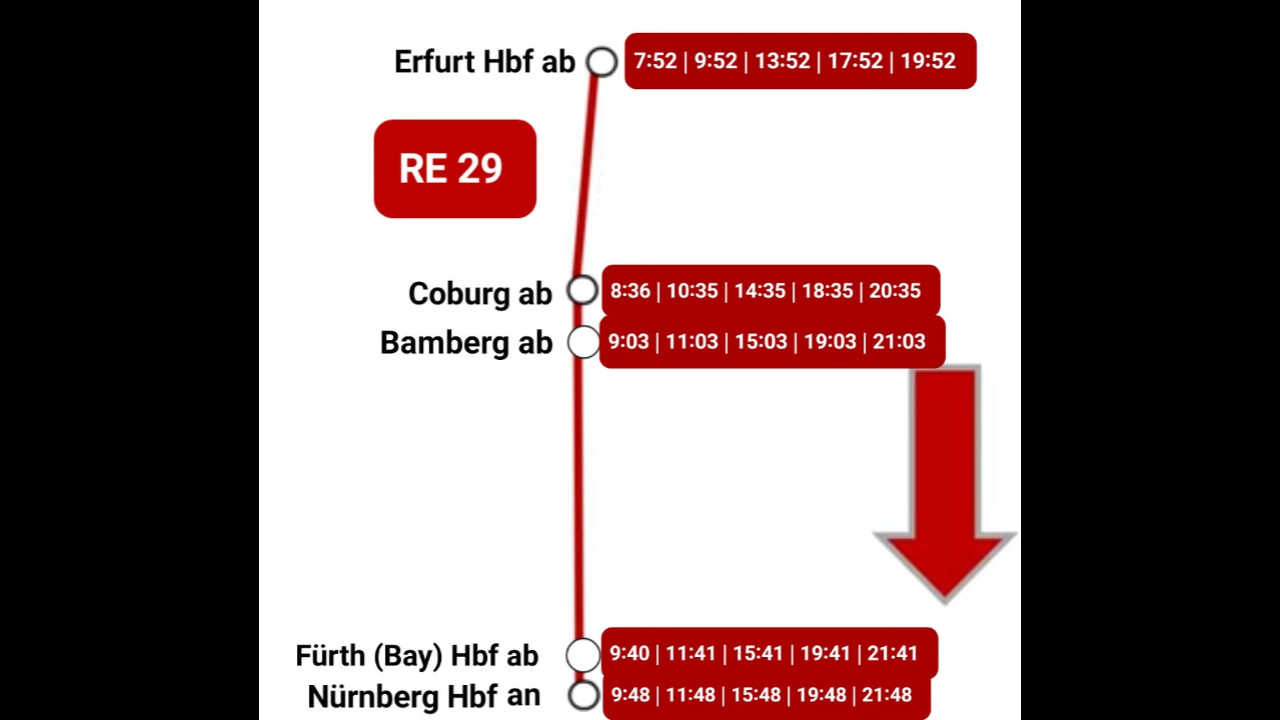 Erfurt Hbf ab 7:52 | 9:52 | 13:52 | 17:52 | 19:52
RE 29
Coburg ab 8:36 | 10:35 | 14:35 | 18:35 | 20:35
Bamberg ab 9:03 | 11:03 | 15:03 | 19:03 | 21:03
Fürth (Bay) Hbf ab 9:40 | 11:41 | 15:41 | 19:41 | 21:41
Nürnberg Hbf an 9:48 | 11:48 | 15:48 | 19:48 | 21:48